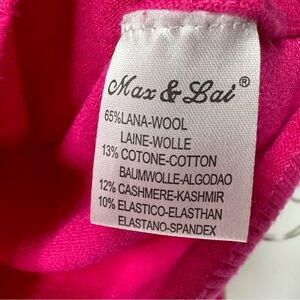 Max & Lai ®
65%LANA-WOOL
LAINE-WOLLE
13% COTONE-COTTON
BAUMWOLLE-ALGODAO
12% CASHMERE-KASHMIR
10% ELASTICO-ELASTHAN
ELASTANO-SPANDEX